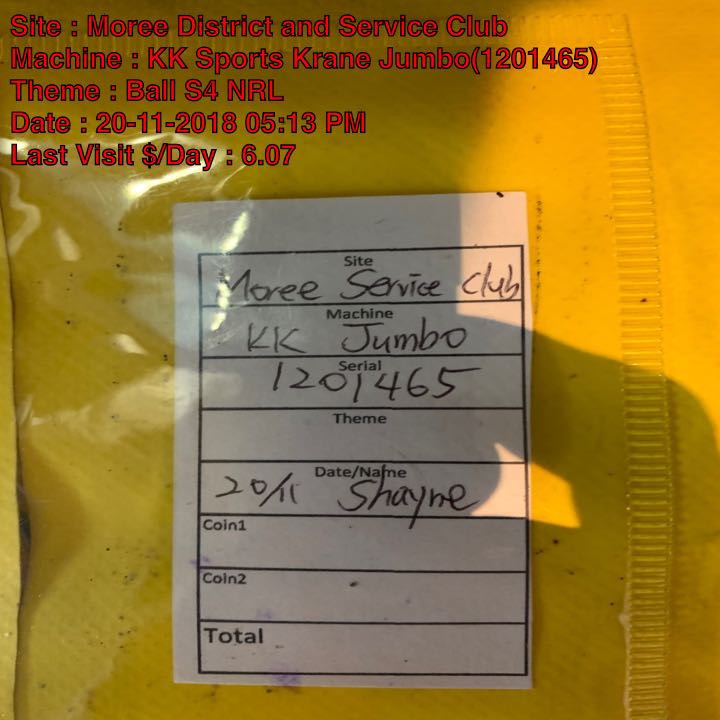 Site : Moree District and Service Club
Machine : KK Sports Krane Jumbo(1201465)
Theme : Ball S4 NRL
Date : 20-11-2018 05:13 PM
Last Visit $/Day : 6.07
Site
Moree Service Club
Machine
KK Jumbo
Serial
1201465
Theme
Date/Name
20/11 Shayne
Coin1
Coin2
Total